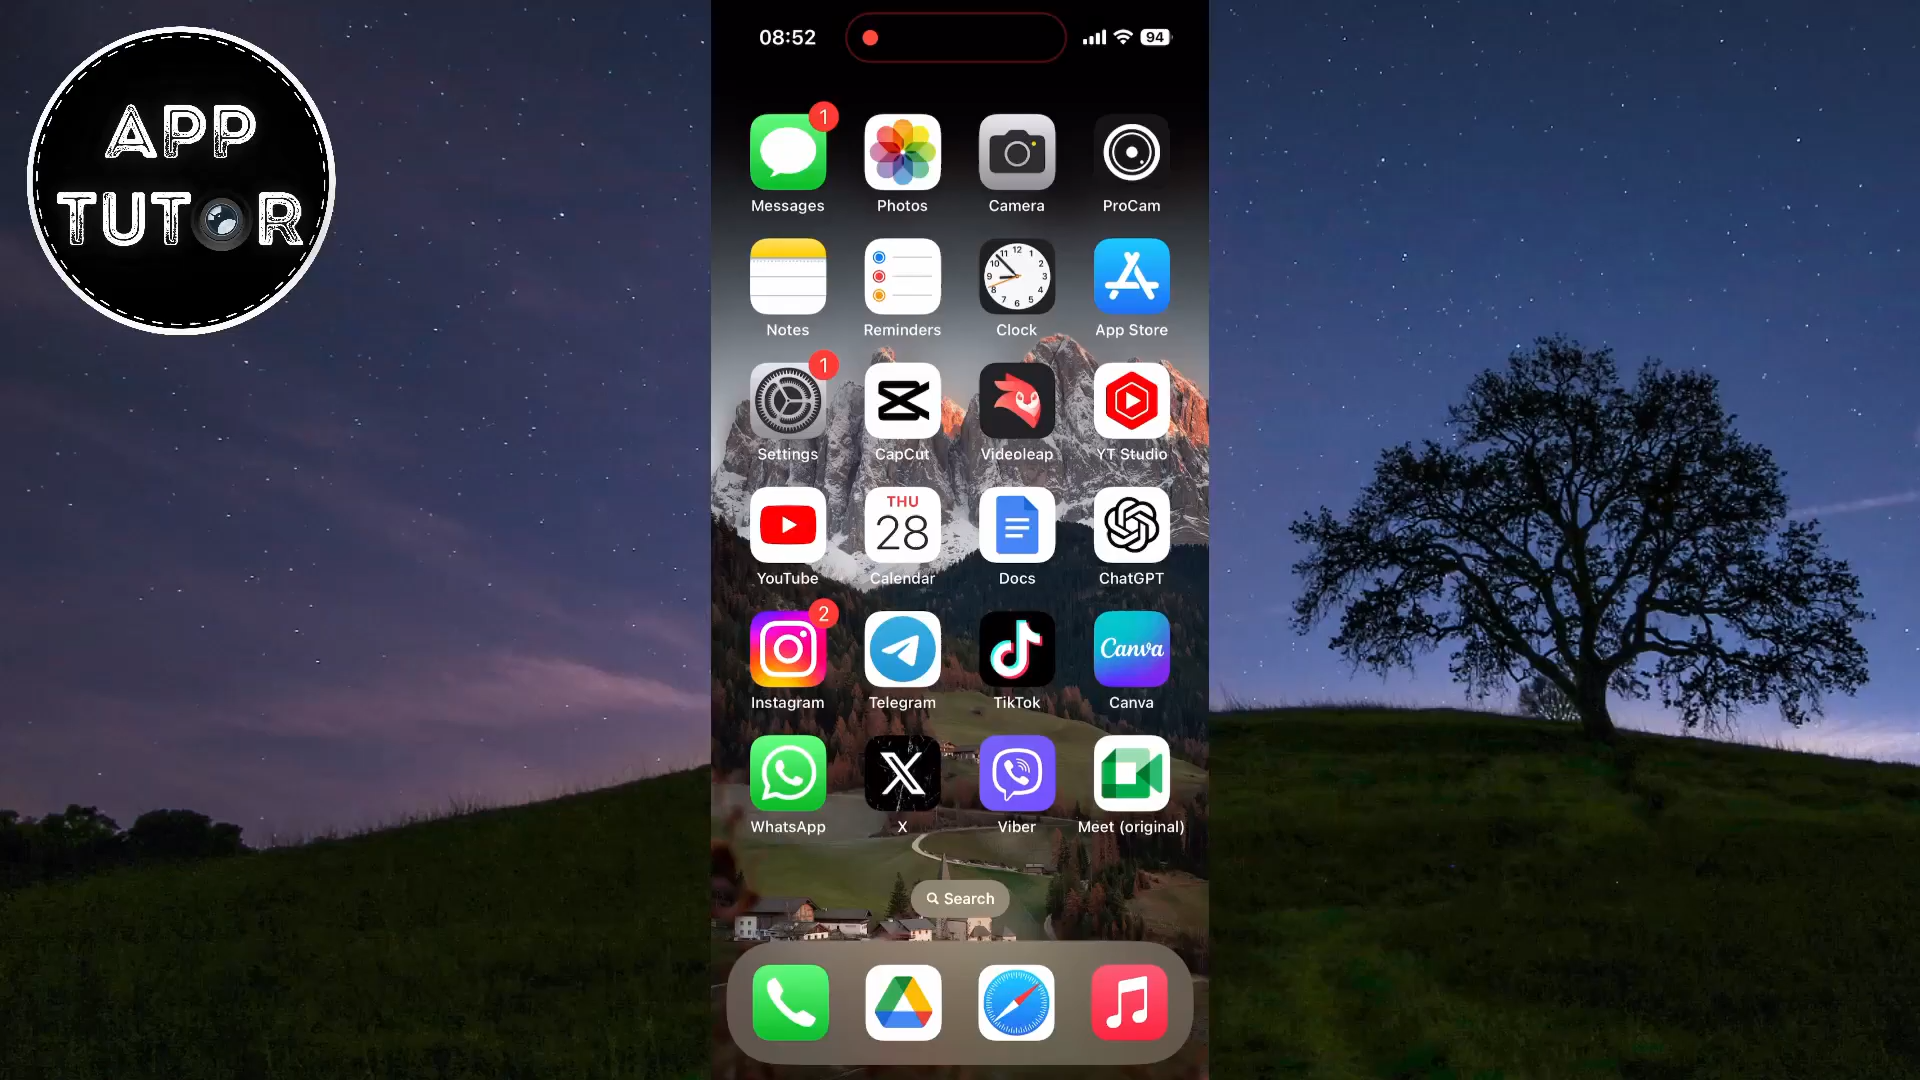 APP
TUTOR
08:52
94
1
Messages
Photos
Camera
ProCam
Notes
Reminders
Clock
App Store
1
Settings
CapCut
Videoleap
YT Studio
THU
28
YouTube
Calendar
Docs
ChatGPT
2
Canva
Instagram
Telegram
TikTok
Canva
WhatsApp
X
Viber
Meet (original)
Search